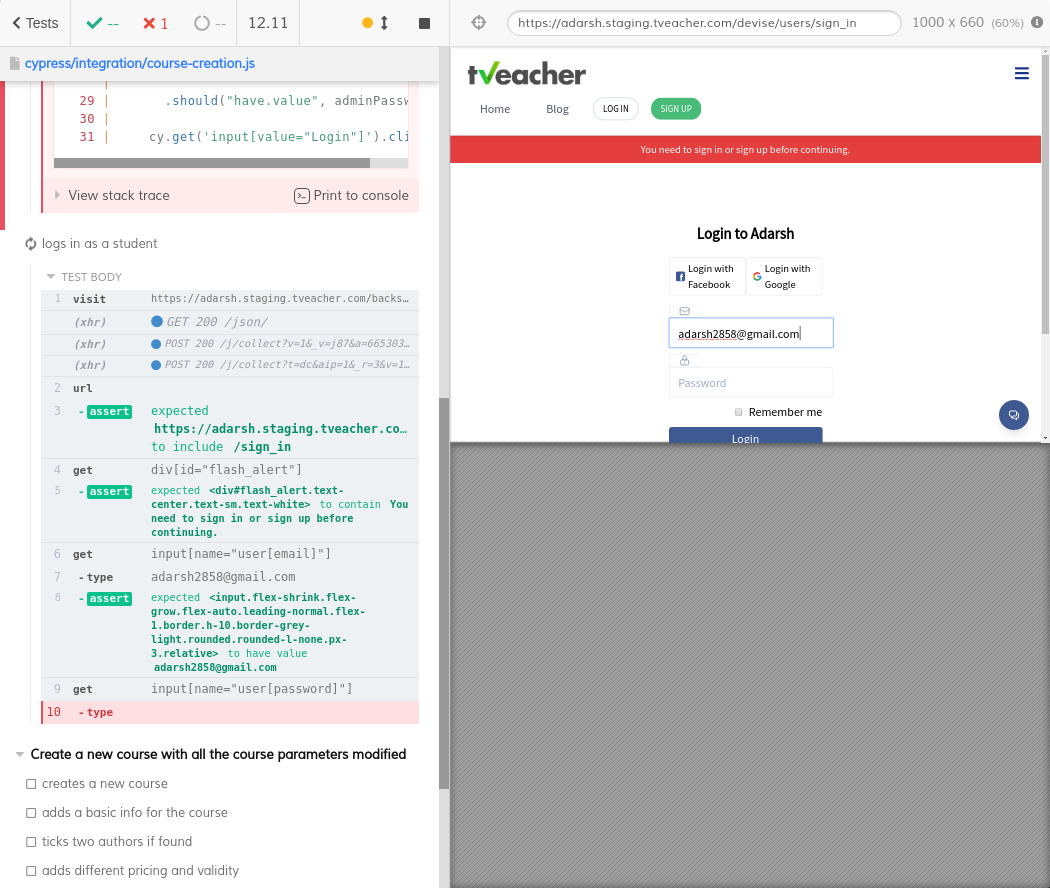 Tests
--
1
--
12.11
cypress/integration/course-creation.js
29 | .should("have.value", adminPassw
30 |
31 | cy.get('input[value="Login"]').cli
View stack trace
Print to console
logs in as a student
TEST BODY
1 visit https://adarsh.staging.tveacher.com/backs…
(xhr) GET 200 /json/
(xhr) POST 200 /j/collect?v=1&_v=j87&a=665303…
(xhr) POST 200 /j/collect?t=dc&aip=1&_r=3&v=1…
2 url
3 - assert expected
https://adarsh.staging.tveacher.co…
to include /sign_in
4 get div[id="flash_alert"]
5 - assert expected <div#flash_alert.text-
center.text-sm.text-white> to contain You
need to sign in or sign up before
continuing.
6 get input[name="user[email]"]
7 - type adarsh2858@gmail.com
8 - assert expected <input.flex-shrink.flex-
grow.flex-auto.leading-normal.flex-
1.border.h-10.border-grey-
light.rounded.rounded-l-none.px-
3.relative> to have value
adarsh2858@gmail.com
9 get input[name="user[password]"]
10 - type
Create a new course with all the course parameters modified
creates a new course
adds a basic info for the course
ticks two authors if found
adds different pricing and validity
https://adarsh.staging.tveacher.com/devise/users/sign_in
1000 x 660 (60%)
tveacher
Home
Blog
LOG IN
SIGN UP
You need to sign in or sign up before continuing.
Login to Adarsh
Login with
Facebook
Login with
Google
adarsh2858@gmail.com
Password
Remember me
Login